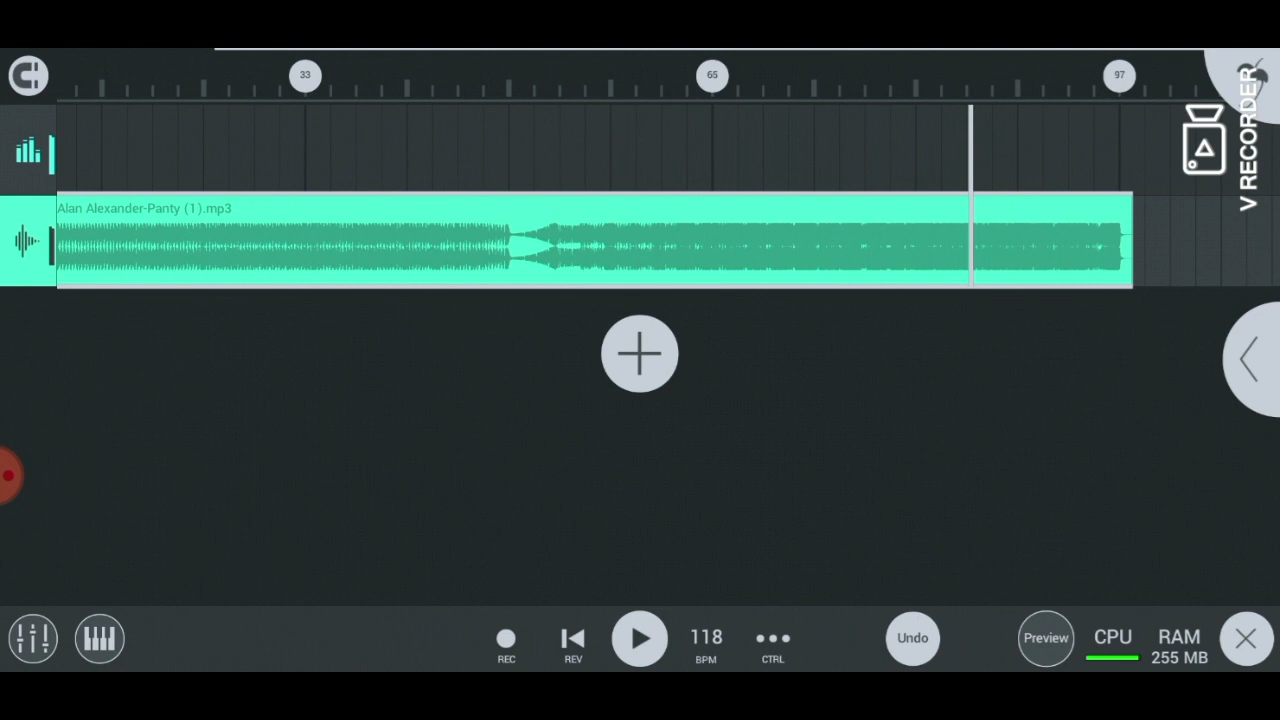 33
65
97
V RECORDER
Alan Alexander-Panty (1).mp3
REC
REV
118
BPM
CTRL
Undo
Preview
CPU
RAM
255 MB